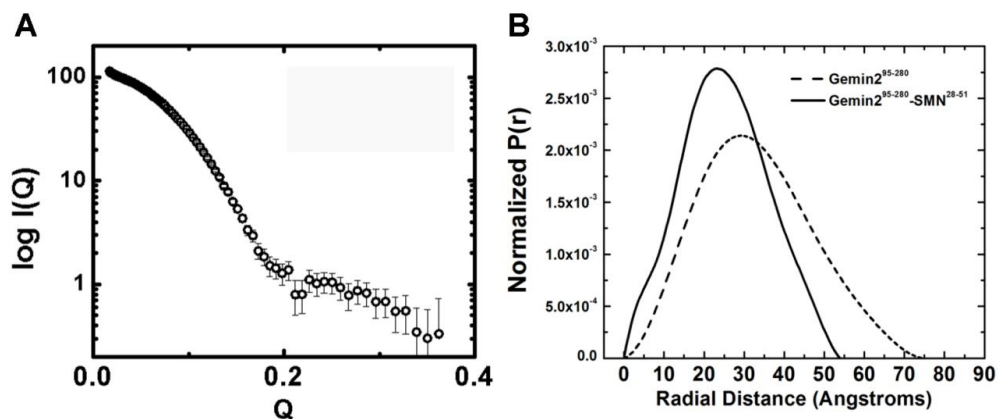 A
log I(Q)
100
10
1
0.0 0.2 0.4
Q
B
Normalized P(r)
3.0x10⁻³
2.5x10⁻³
2.0x10⁻³
1.5x10⁻³
1.0x10⁻³
5.0x10⁻⁴
0.0
Gemin2⁹⁵⁻²⁸⁰
Gemin2⁹⁵⁻²⁸⁰-SMN²⁸⁻⁵¹
0 10 20 30 40 50 60 70 80 90
Radial Distance (Angstroms)